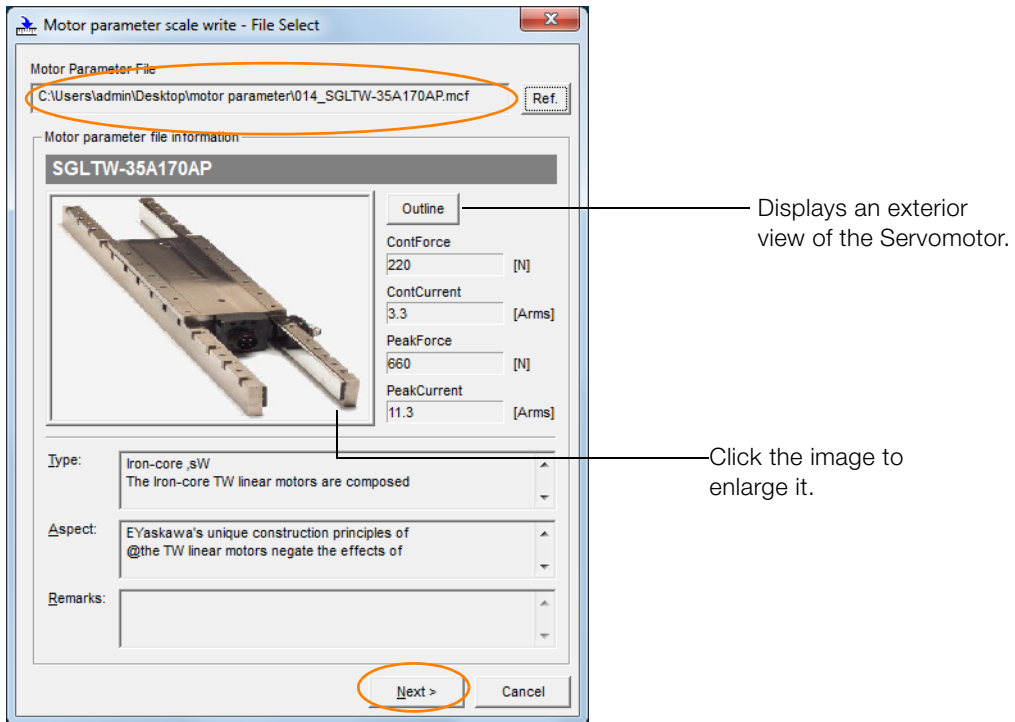 Motor parameter scale write - File Select
Motor Parameter File
C:\Users\admin\Desktop\motor parameter\014_SGLTW-35A170AP.mcf
Ref.
Motor parameter file information
SGLTW-35A170AP
Outline
Displays an exterior
view of the Servomotor.
ContForce
220 [N]
ContCurrent
3.3 [Arms]
PeakForce
660 [N]
PeakCurrent
11.3 [Arms]
Click the image to
enlarge it.
Type:
Iron-core ,sW
The Iron-core TW linear motors are composed
Aspect:
EYaskawa's unique construction principles of
@the TW linear motors negate the effects of
Remarks:
Next >
Cancel